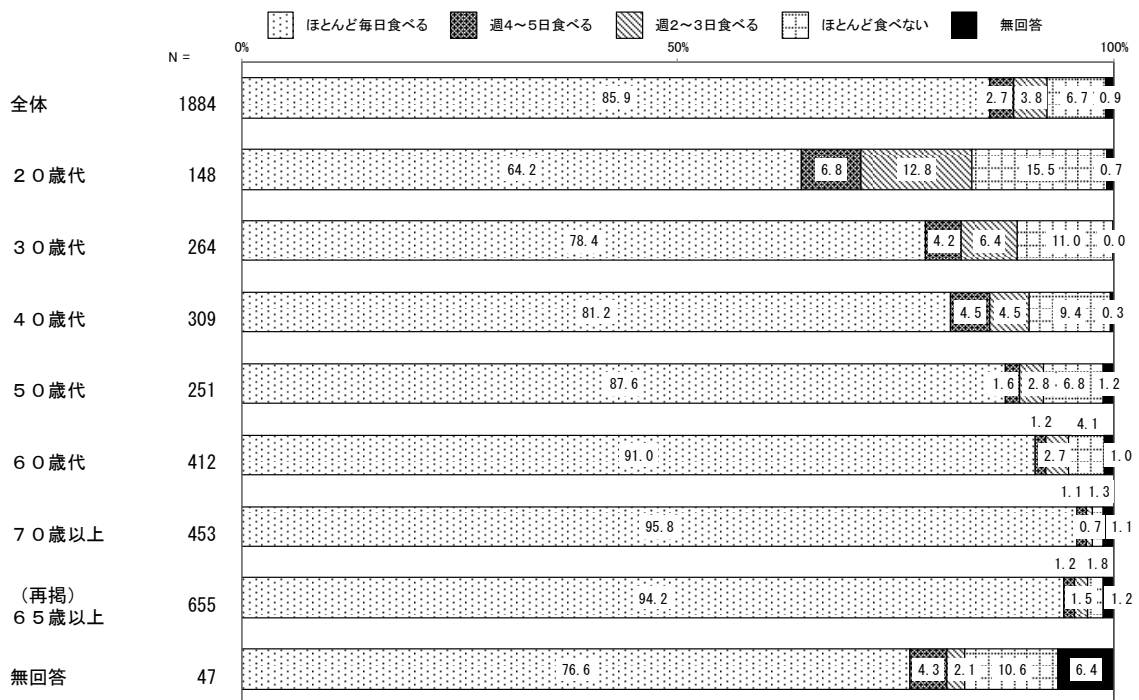 ほとんど毎日食べる 週4～5日食べる 週2～3日食べる ほとんど食べない 無回答
N = 0% 50% 100%
全体 1884 85.9 2.7 3.8 6.7 0.9
２０歳代 148 64.2 6.8 12.8 15.5 0.7
３０歳代 264 78.4 4.2 6.4 11.0 0.0
４０歳代 309 81.2 4.5 4.5 9.4 0.3
５０歳代 251 87.6 1.6 2.8 6.8 1.2
1.2 4.1
６０歳代 412 91.0 2.7 1.0
1.1 1.3
７０歳以上 453 95.8 0.7 1.1
1.2 1.8
（再掲）
６５歳以上 655 94.2 1.5 1.2
無回答 47 76.6 4.3 2.1 10.6 6.4